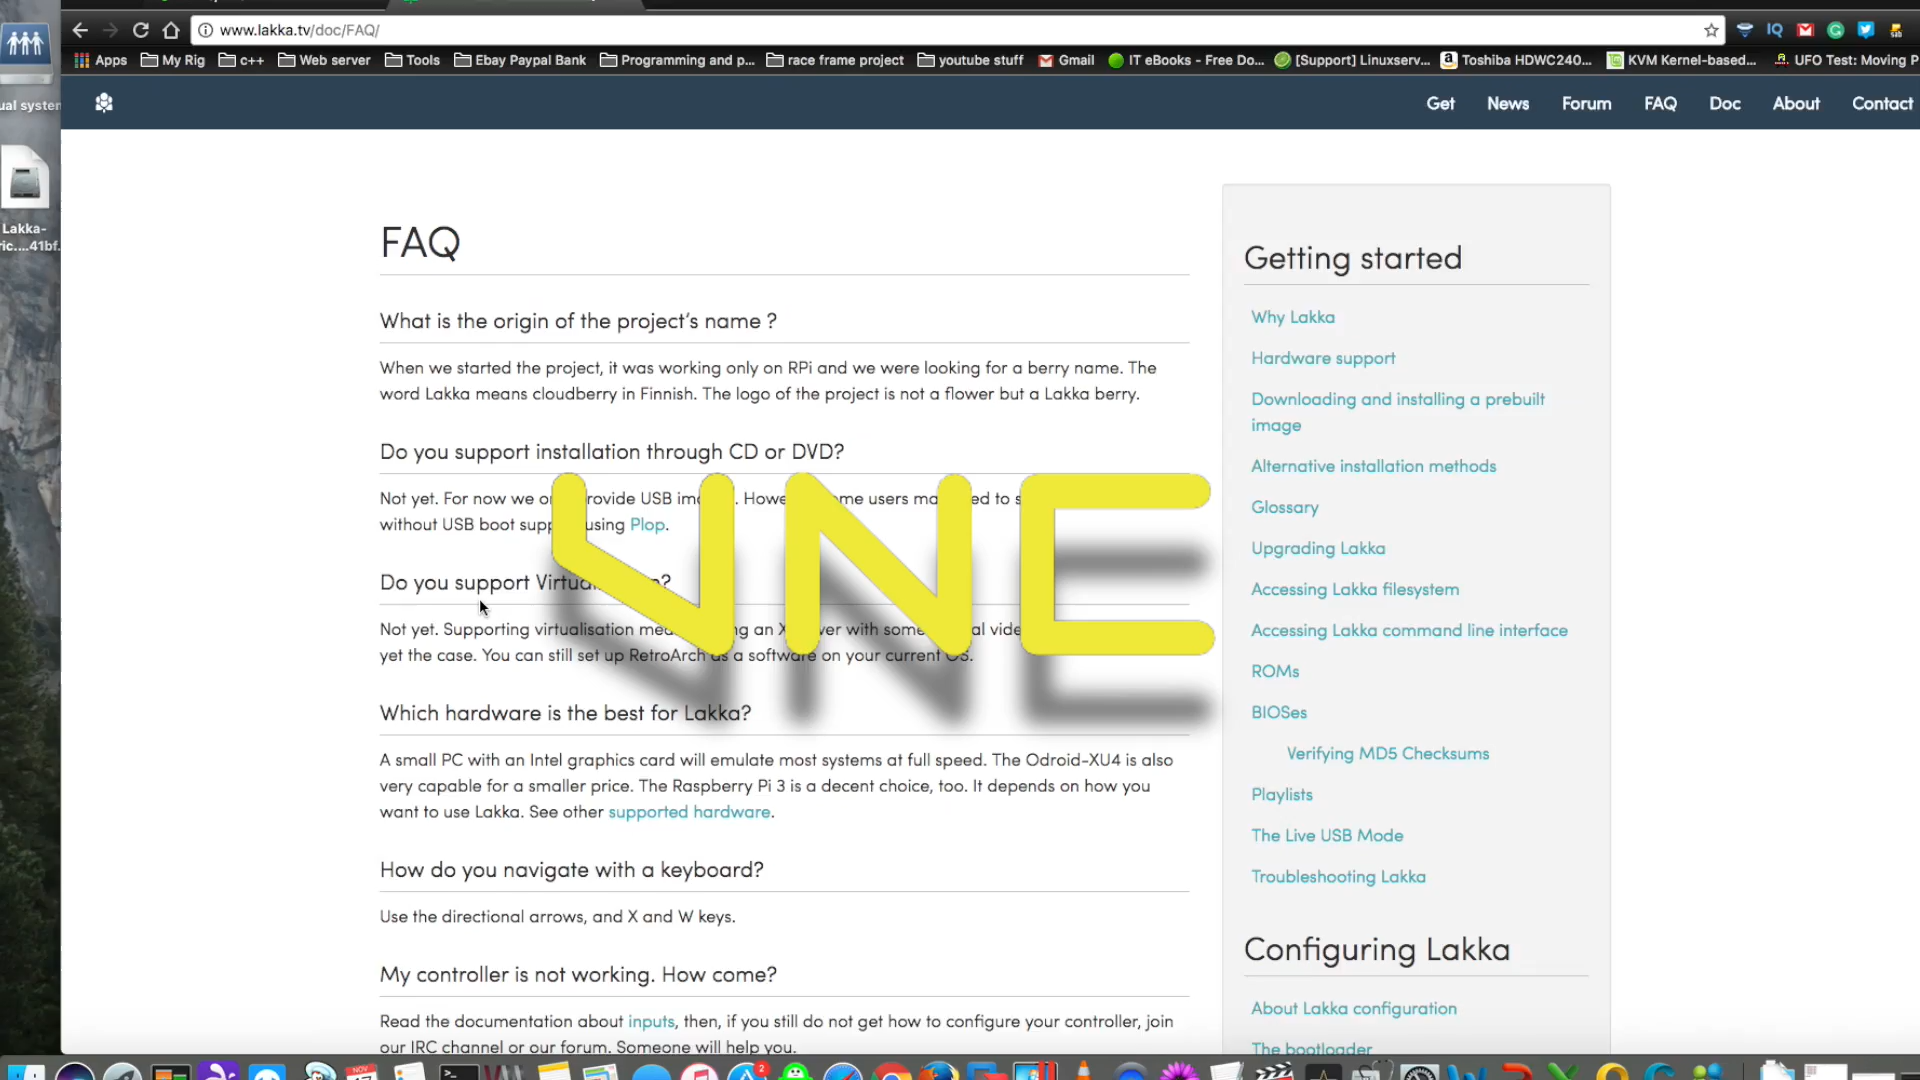 www.lakka.tv/doc/FAQ/
Apps My Rig c++ Web server Tools Ebay Paypal Bank Programming and p... race frame project youtube stuff Gmail IT eBooks - Free Do... [Support] Linuxserv... Toshiba HDWC240... KVM Kernel-based... UFO Test: Moving P
ual system
Get News Forum FAQ Doc About Contact
Lakka-
ric....41bf.
FAQ
What is the origin of the project's name ?
When we started the project, it was working only on RPi and we were looking for a berry name. The
word Lakka means cloudberry in Finnish. The logo of the project is not a flower but a Lakka berry.
Do you support installation through CD or DVD?
Not yet. For now we provide USB users to
without USB boot using Plop.
VNE
Do you support
Not yet. Supporting virtualisation an with
yet the case. You can still set up RetroArch as a software on your current OS.
Which hardware is the best for Lakka?
A small PC with an Intel graphics card will emulate most systems at full speed. The Odroid-XU4 is also
very capable for a smaller price. The Raspberry Pi 3 is a decent choice, too. It depends on how you
want to use Lakka. See other supported hardware.
How do you navigate with a keyboard?
Use the directional arrows, and X and W keys.
My controller is not working. How come?
Read the documentation about inputs, then, if you still do not get how to configure your controller, join
our IRC channel or our forum. Someone will help you.
Getting started
Why Lakka
Hardware support
Downloading and installing a prebuilt
image
Alternative installation methods
Glossary
Upgrading Lakka
Accessing Lakka filesystem
Accessing Lakka command line interface
ROMs
BIOSes
Verifying MD5 Checksums
Playlists
The Live USB Mode
Troubleshooting Lakka
Configuring Lakka
About Lakka configuration
The bootloader
NOV
2